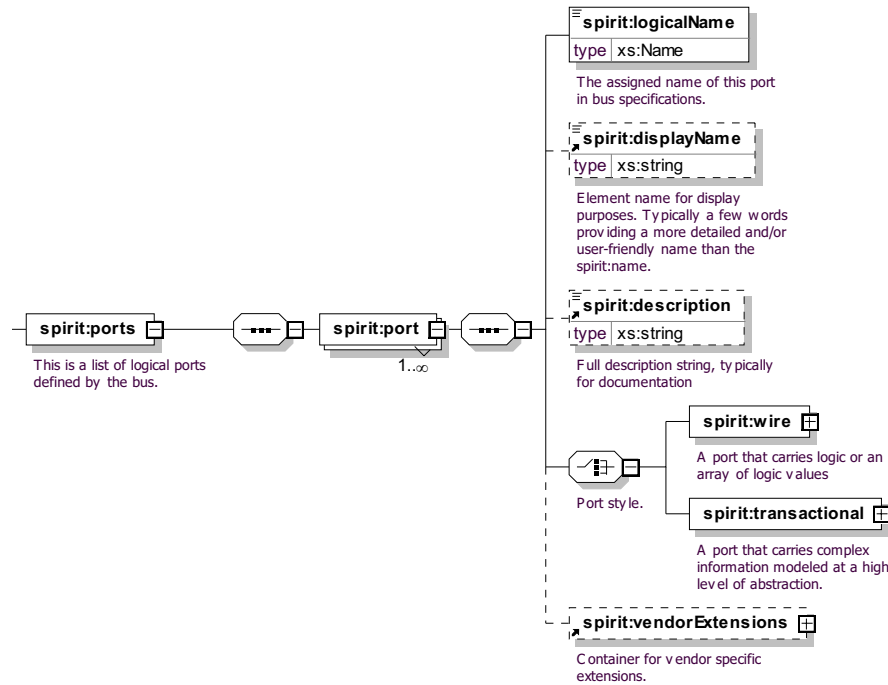 spirit:logicalName
type xs:Name
The assigned name of this port
in bus specifications.
spirit:displayName
type xs:string
Element name for display
purposes. Typically a few words
providing a more detailed and/or
user-friendly name than the
spirit:name.
spirit:ports
This is a list of logical ports
defined by the bus.
spirit:port
1..∞
spirit:description
type xs:string
Full description string, typically
for documentation
Port style.
spirit:wire
A port that carries logic or an
array of logic values
spirit:transactional
A port that carries complex
information modeled at a high
level of abstraction.
spirit:vendorExtensions
Container for vendor specific
extensions.